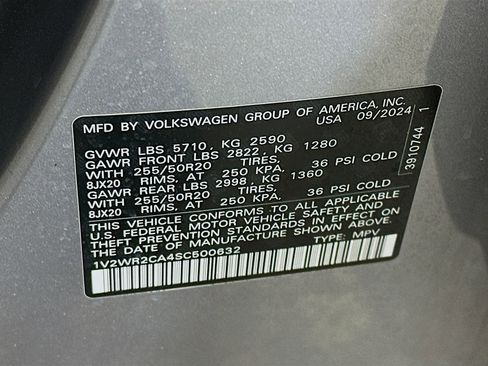 MFD BY VOLKSWAGEN GROUP OF AMERICA, INC.
USA 09/2024
GVWR LBS 5710, KG 2590
GAWR FRONT LBS 2822, KG 1280
WITH 255/50R20 TIRES,
8JX20 RIMS. AT 250 KPA, 36 PSI COLD
GAWR REAR LBS 2998, KG 1360
WITH 255/50R20 TIRES,
8JX20 RIMS, AT 250 KPA, 36 PSI COLD
THIS VEHICLE CONFORMS TO ALL APPLICABLE
U.S. FEDERAL MOTOR VEHICLE SAFETY AND
THEFT PREVENTION STANDARDS IN EFFECT ON
THE DATE OF MANUFACTURE SHOWN ABOVE.
1V2WR2CA4SC500632 TYPE: MPV
3910744 1